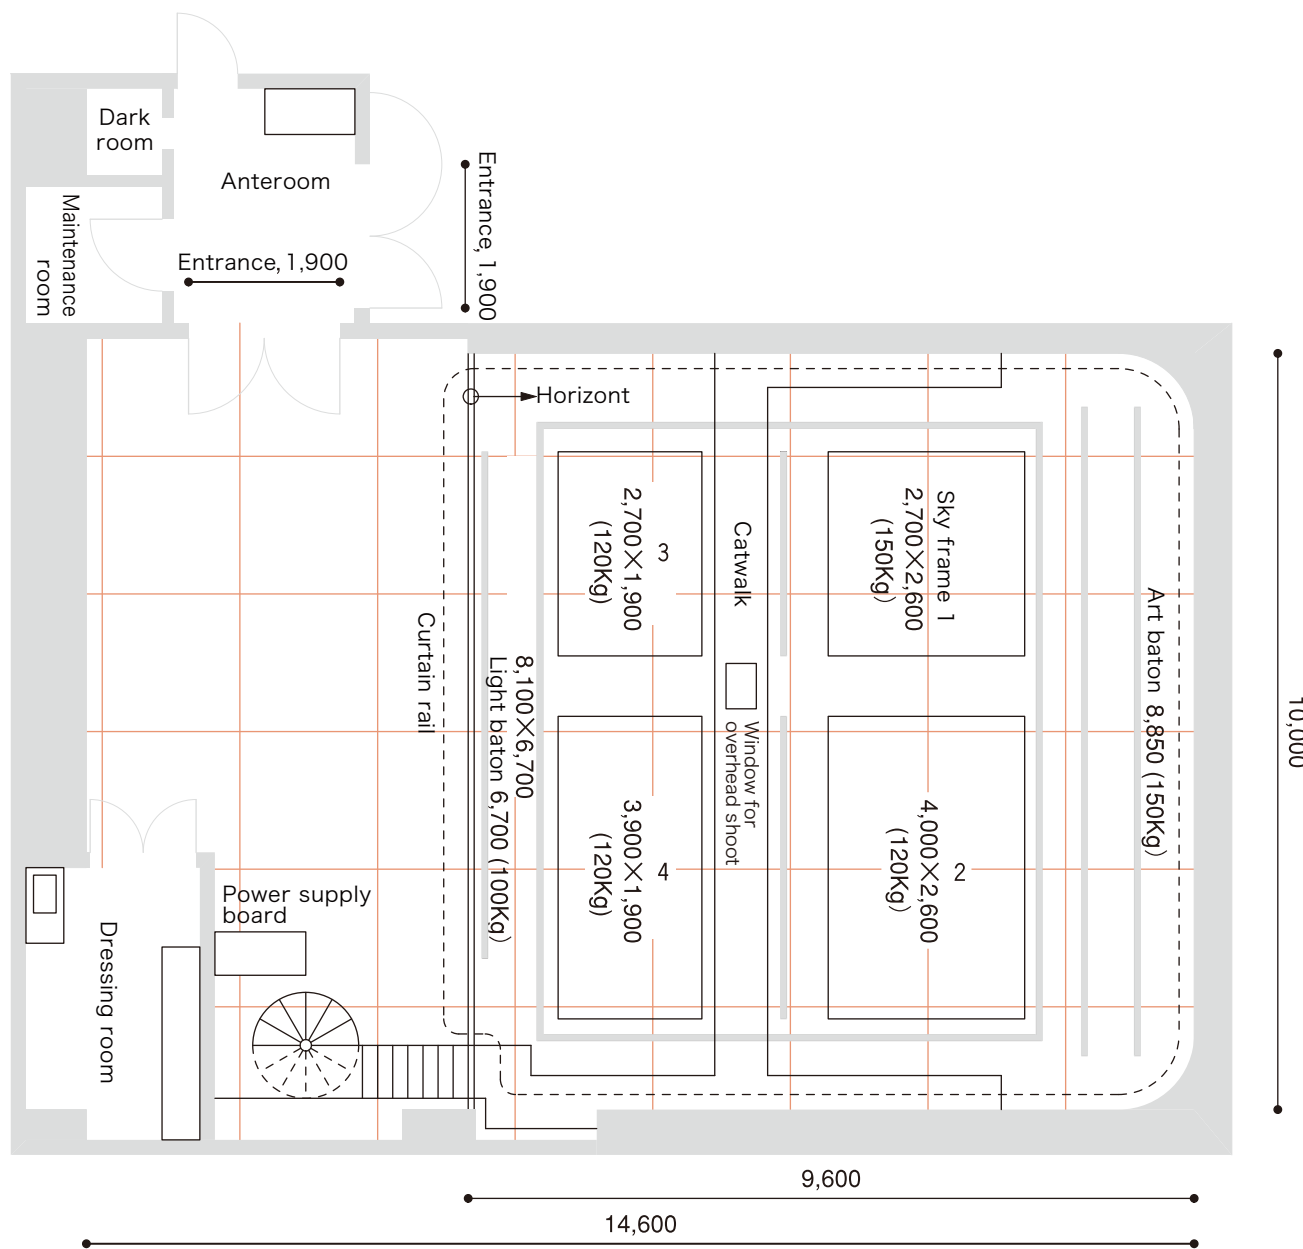 Dark
room
Anteroom
Maintenance
room
Entrance, 1,900
Entrance, 1,900
Horizont
3
2,700×1,900
(120Kg)
Catwalk
Sky frame 1
2,700×2,600
(150Kg)
Art baton 8,850 (150Kg)
10,000
Curtain rail
8,100×6,700
Light baton 6,700 (100Kg)
Window for
overhead shoot
4
3,900×1,900
(120Kg)
2
4,000×2,600
(120Kg)
Power supply
board
Dressing room
9,600
14,600